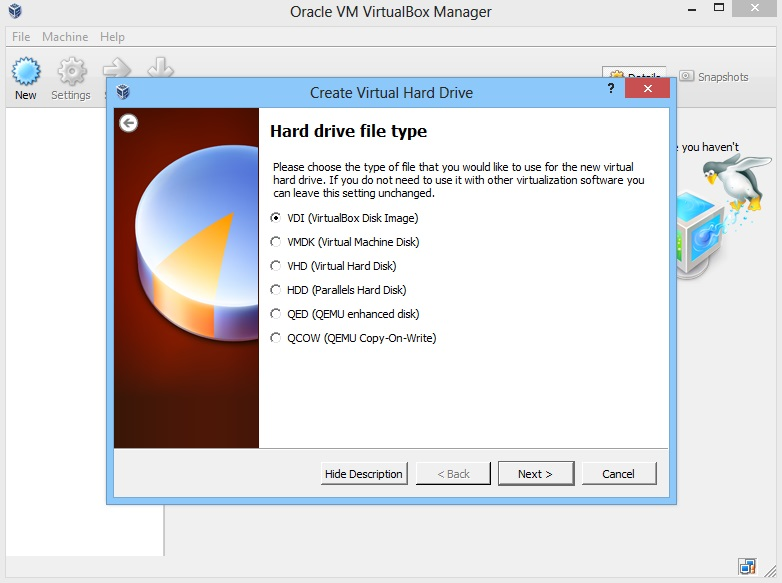 Oracle VM VirtualBox Manager
File Machine Help
New
Settings
Details
Snapshots
e you haven't
Create Virtual Hard Drive
?
Hard drive file type
Please choose the type of file that you would like to use for the new virtual
hard drive. If you do not need to use it with other virtualization software you
can leave this setting unchanged.
VDI (VirtualBox Disk Image)
VMDK (Virtual Machine Disk)
VHD (Virtual Hard Disk)
HDD (Parallels Hard Disk)
QED (QEMU enhanced disk)
QCOW (QEMU Copy-On-Write)
Hide Description
< Back
Next >
Cancel